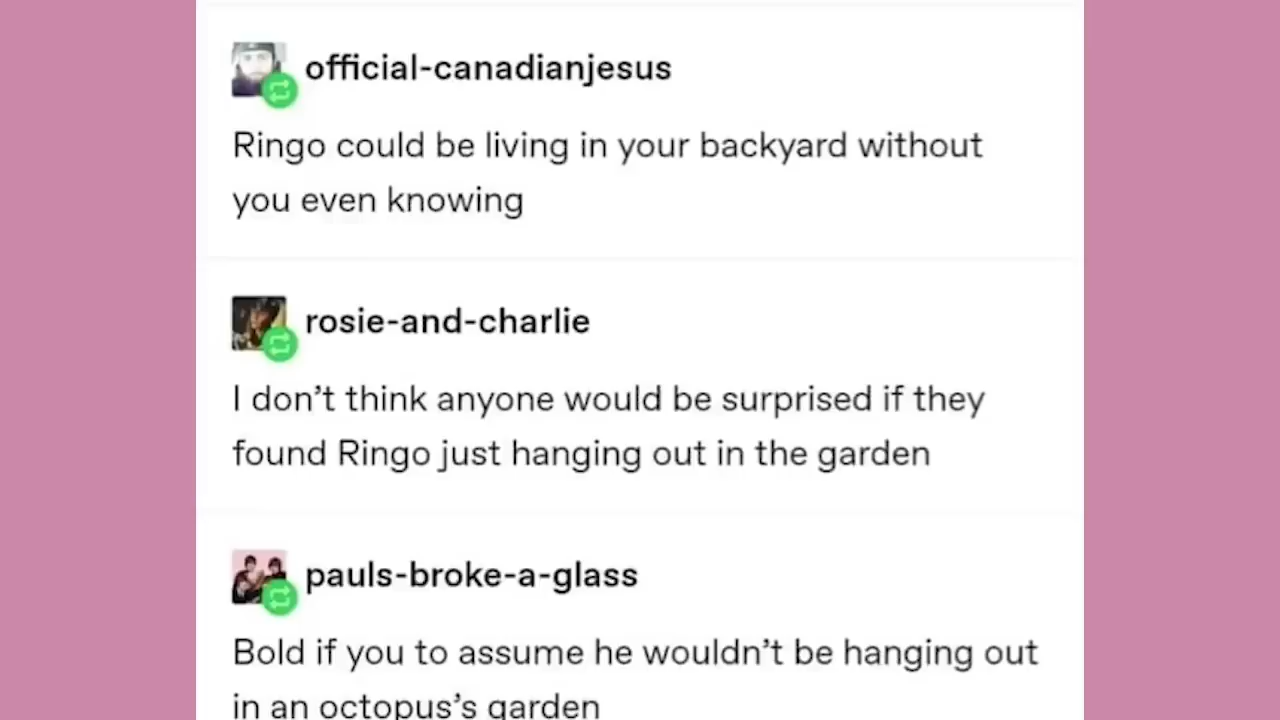 official-canadianjesus
Ringo could be living in your backyard without
you even knowing
rosie-and-charlie
I don’t think anyone would be surprised if they
found Ringo just hanging out in the garden
pauls-broke-a-glass
Bold if you to assume he wouldn’t be hanging out
in an octopus’s garden